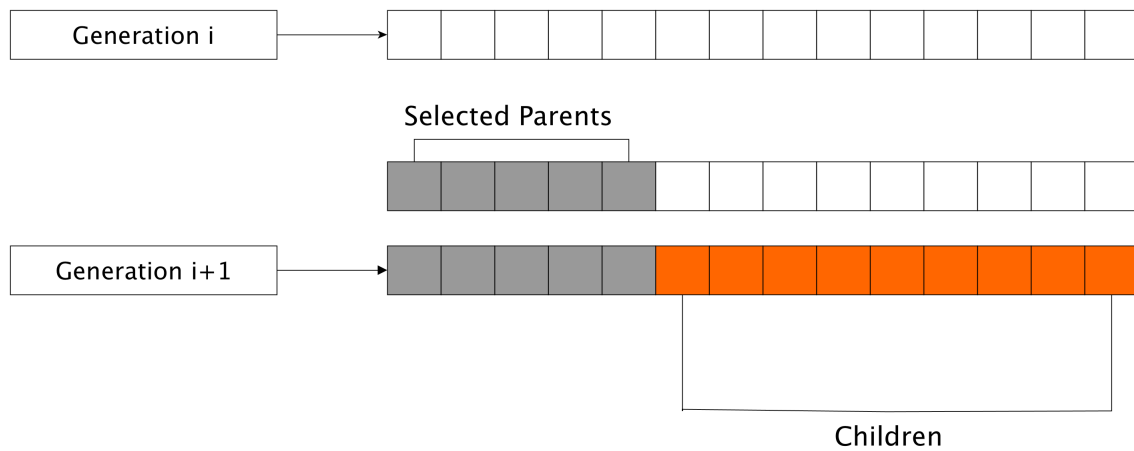 Generation i
Selected Parents
Generation i+1
Children